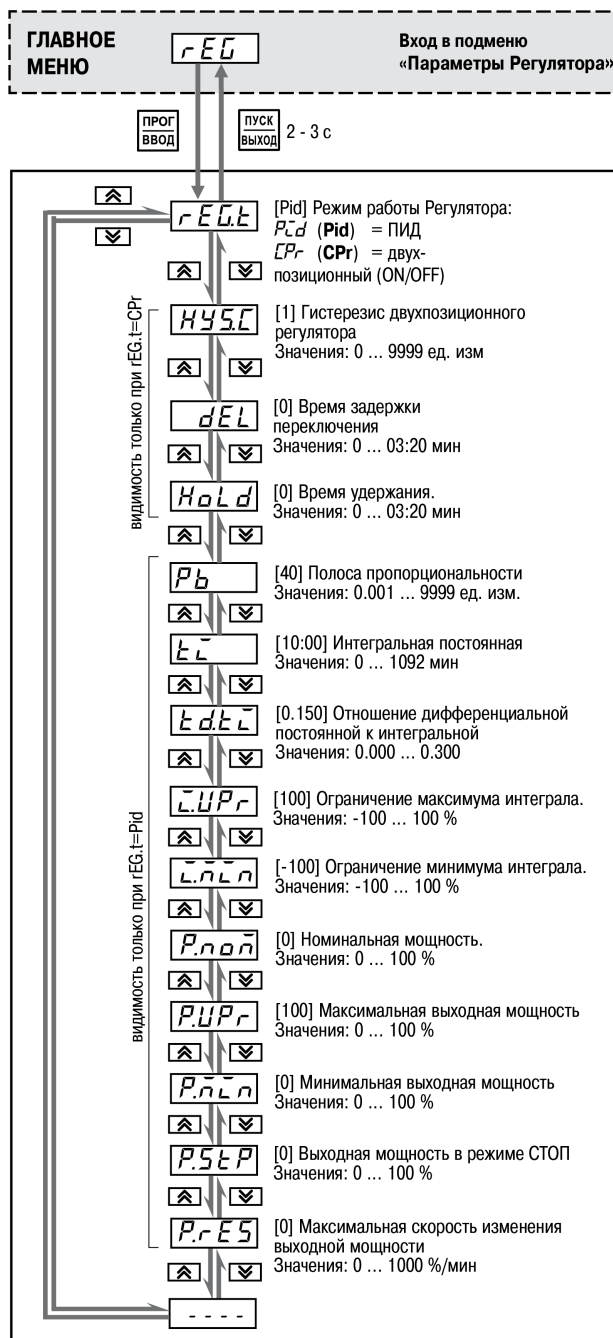 ГЛАВНОЕ
МЕНЮ
rEG
Вход в подменю
«Параметры Регулятора»
ПРОГ
ВВОД
ПУСК
ВЫХОД
2 - 3 с
rEG.t
[Pid] Режим работы Регулятора:
Pid (Pid) = ПИД
CPr (CPr) = двух-
позиционный (ON/OFF)
видимость только при rEG.t=CPr
HYS.C
[1] Гистерезис двухпозиционного
регулятора
Значения: 0 ... 9999 ед. изм
dEL
[0] Время задержки
переключения
Значения: 0 ... 03:20 мин
HoLd
[0] Время удержания.
Значения: 0 ... 03:20 мин
видимость только при rEG.t=Pid
Pb
[40] Полоса пропорциональности
Значения: 0.001 ... 9999 ед. изм.
ti
[10:00] Интегральная постоянная
Значения: 0 ... 1092 мин
td.ti
[0.150] Отношение дифференциальной
постоянной к интегральной
Значения: 0.000 ... 0.300
i.UPr
[100] Ограничение максимума интеграла.
Значения: -100 ... 100 %
i.min
[-100] Ограничение минимума интеграла.
Значения: -100 ... 100 %
P.nom
[0] Номинальная мощность.
Значения: 0 ... 100 %
P.UPr
[100] Максимальная выходная мощность
Значения: 0 ... 100 %
P.min
[0] Минимальная выходная мощность
Значения: 0 ... 100 %
P.StP
[0] Выходная мощность в режиме СТОП
Значения: 0 ... 100 %
P.rES
[0] Максимальная скорость изменения
выходной мощности
Значения: 0 ... 1000 %/мин
- - - -